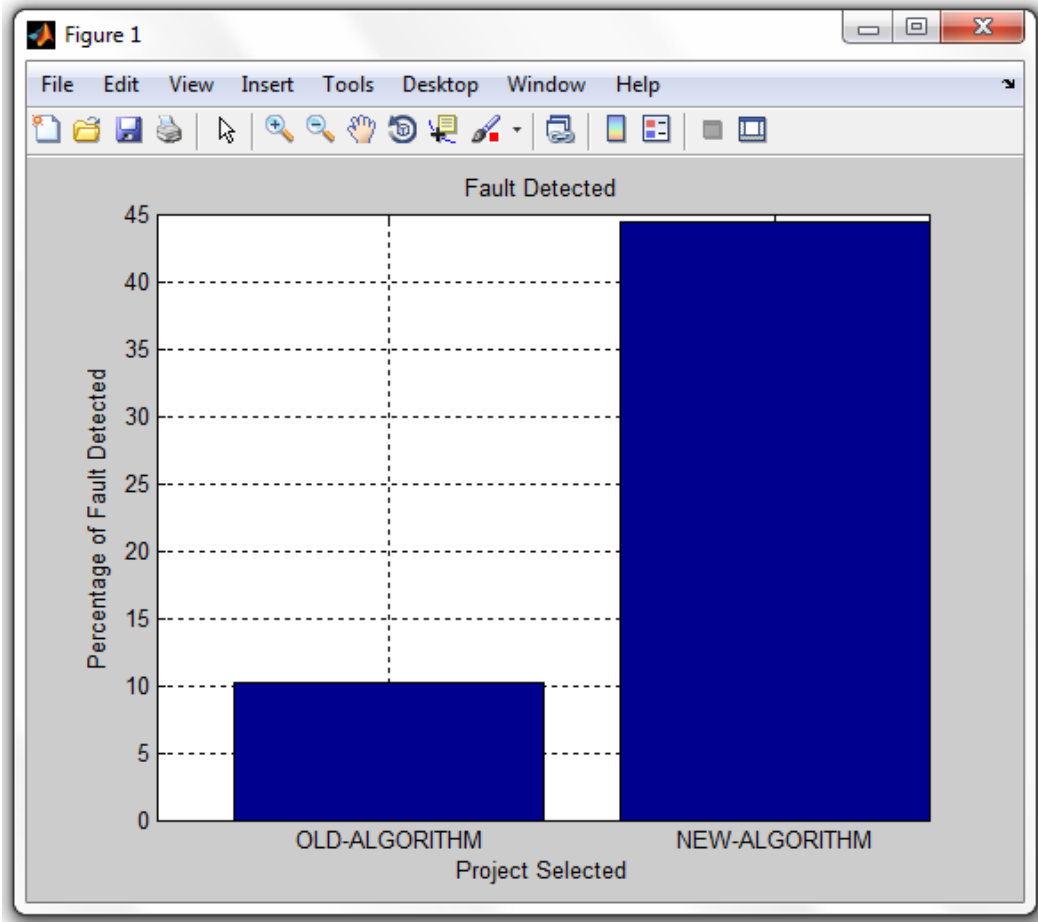 Figure 1
File Edit View Insert Tools Desktop Window Help
Fault Detected
45
40
35
30
25
20
15
10
5
0
Percentage of Fault Detected
OLD-ALGORITHM NEW-ALGORITHM
Project Selected